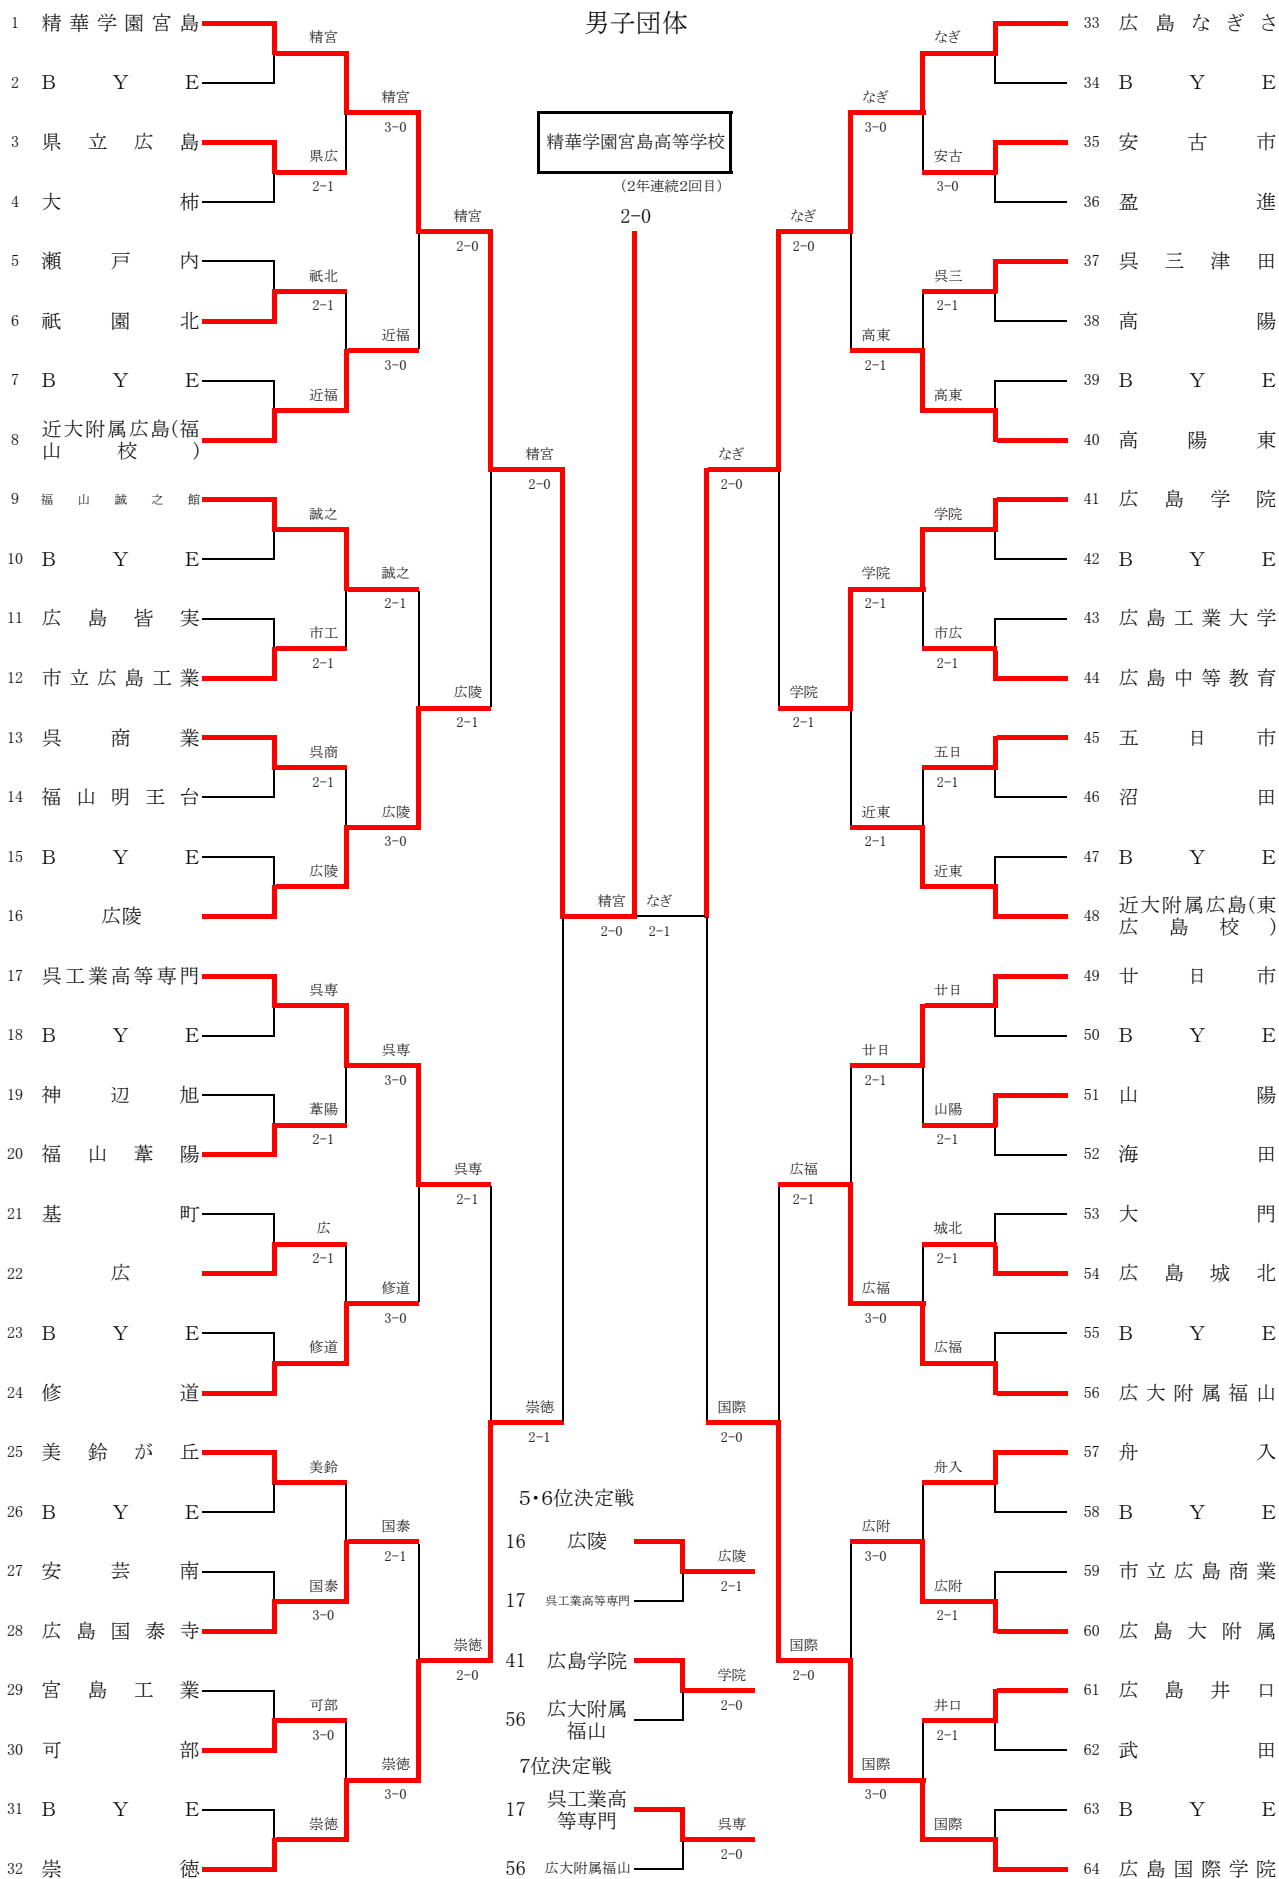 男子団体
精華学園宮島高等学校
(2年連続2回目)
2-0
1 精華学園宮島
2 BYE
3 県立広島
4 大柿
5 瀬戸内
6 祇園北
7 BYE
8 近大附属広島(福
山校)
9 福山誠之館
10 BYE
11 広島皆実
12 市立広島工業
13 呉商業
14 福山明王台
15 BYE
16 広陵
17 呉工業高等専門
18 BYE
19 神辺旭
20 福山葦陽
21 基町
22 広
23 BYE
24 修道
25 美鈴が丘
26 BYE
27 安芸南
28 広島国泰寺
29 宮島工業
30 可部
31 BYE
32 崇徳
精宮
県広
2-1
祇北
2-1
近福
誠之
市工
2-1
呉商
2-1
広陵
呉専
葦陽
2-1
広
2-1
修道
美鈴
国泰
3-0
可部
3-0
崇徳
精宮
3-0
近福
3-0
誠之
2-1
広陵
3-0
呉専
3-0
修道
3-0
国泰
2-1
崇徳
3-0
精宮
2-0
広陵
2-1
呉専
2-1
崇徳
2-0
精宮
2-0
崇徳
2-1
精宮
2-0
なぎ
2-1
なぎ
2-0
国際
2-0
なぎ
2-0
学院
2-1
広福
2-1
国際
2-0
なぎ
3-0
高東
2-1
学院
2-1
近東
2-1
廿日
2-1
広福
3-0
広附
3-0
国際
3-0
なぎ
安古
3-0
呉三
2-1
高東
学院
市広
2-1
五日
2-1
近東
廿日
山陽
2-1
城北
2-1
広福
舟入
広附
2-1
井口
2-1
国際
33 広島なぎさ
34 BYE
35 安古市
36 盈進
37 呉三津田
38 高陽
39 BYE
40 高陽東
41 広島学院
42 BYE
43 広島工業大学
44 広島中等教育
45 五日市
46 沼田
47 BYE
48 近大附属広島(東
広島校)
49 廿日市
50 BYE
51 山陽
52 海田
53 大門
54 広島城北
55 BYE
56 広大附属福山
57 舟入
58 BYE
59 市立広島商業
60 広島大附属
61 広島井口
62 武田
63 BYE
64 広島国際学院
5・6位決定戦
16 広陵
17 呉工業高等専門
広陵
2-1
41 広島学院
56 広大附属
福山
学院
2-0
7位決定戦
17 呉工業高
等専門
56 広大附属福山
呉専
2-0